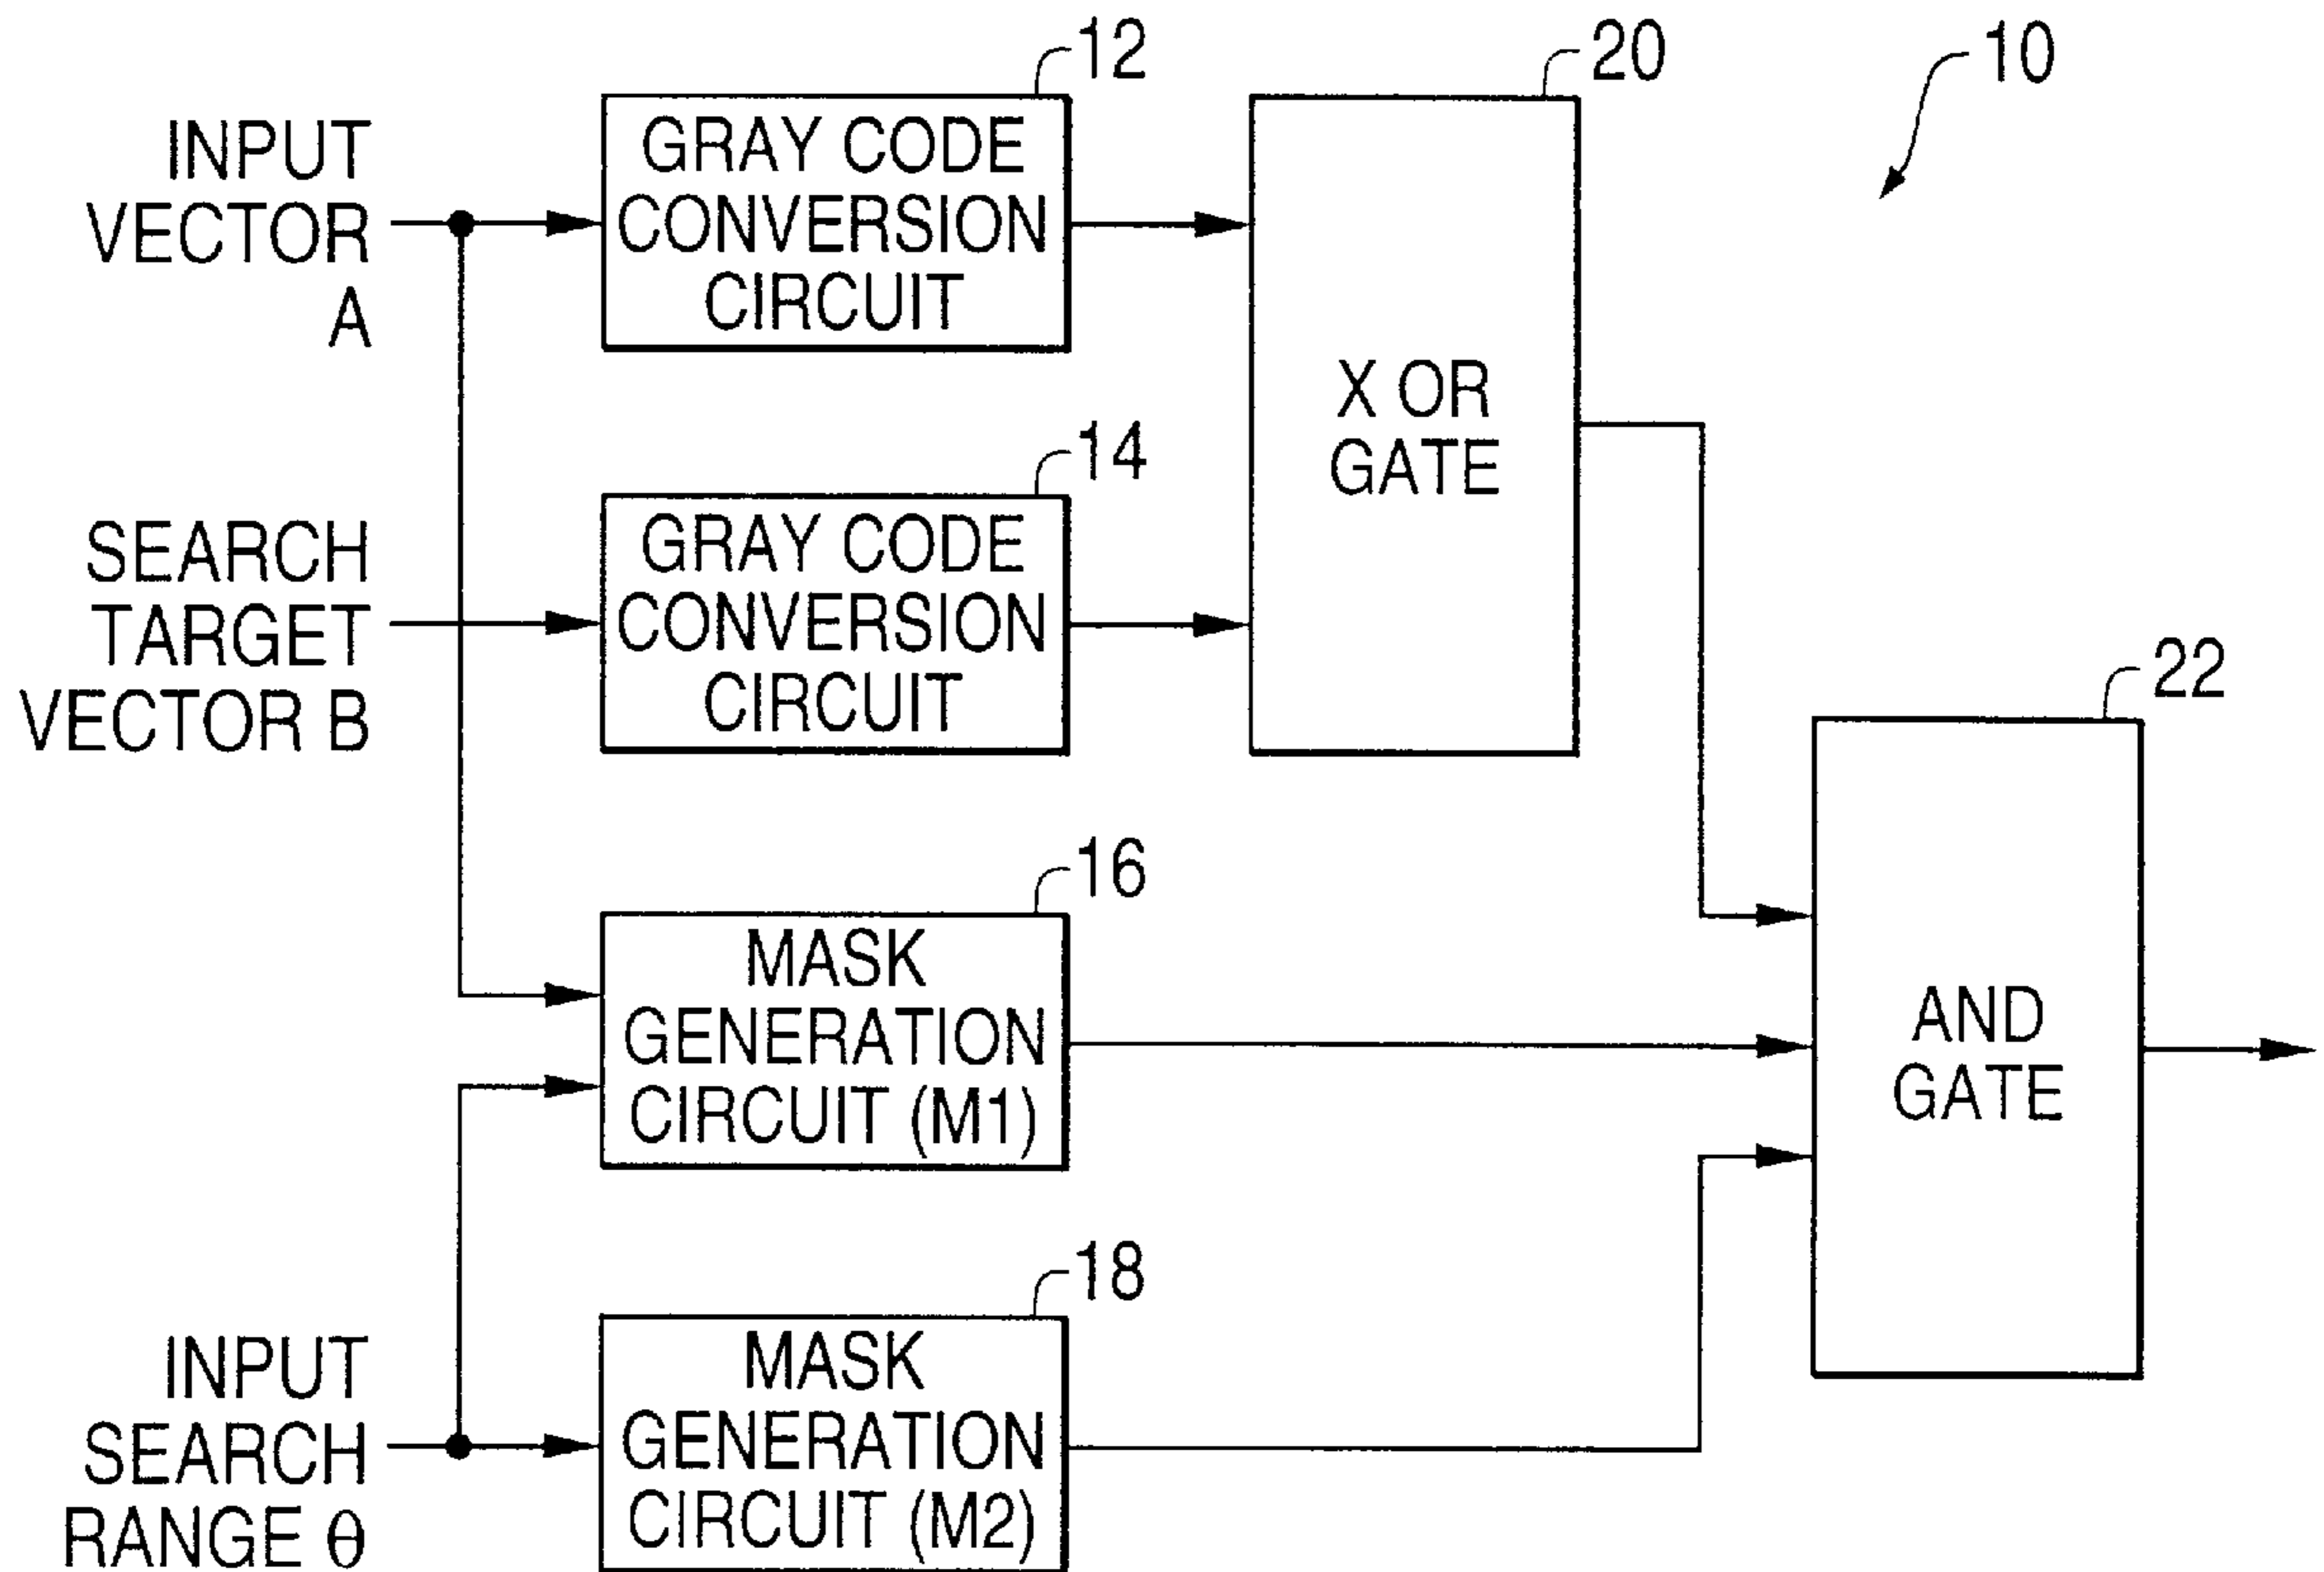 12
20
10
INPUT
VECTOR
A
GRAY CODE
CONVERSION
CIRCUIT
X OR
GATE
14
SEARCH
TARGET
VECTOR B
GRAY CODE
CONVERSION
CIRCUIT
22
16
MASK
GENERATION
CIRCUIT (M1)
AND
GATE
18
INPUT
SEARCH
RANGE θ
MASK
GENERATION
CIRCUIT (M2)